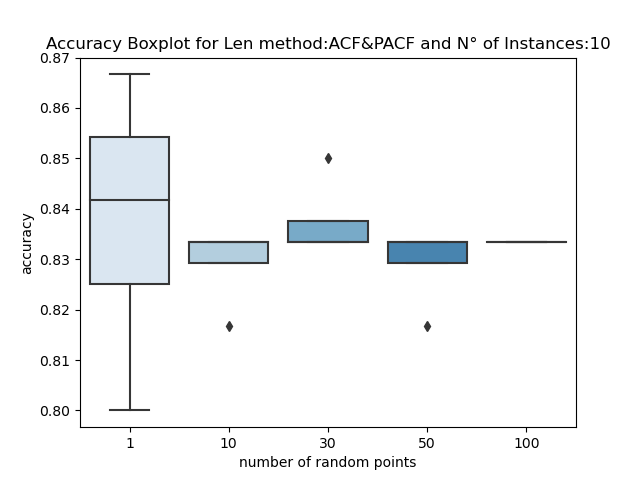 Accuracy Boxplot for Len method:ACF&PACF and N° of Instances:10
0.87
0.86
0.85
0.84
0.83
0.82
0.81
0.80
accuracy
1 10 30 50 100
number of random points